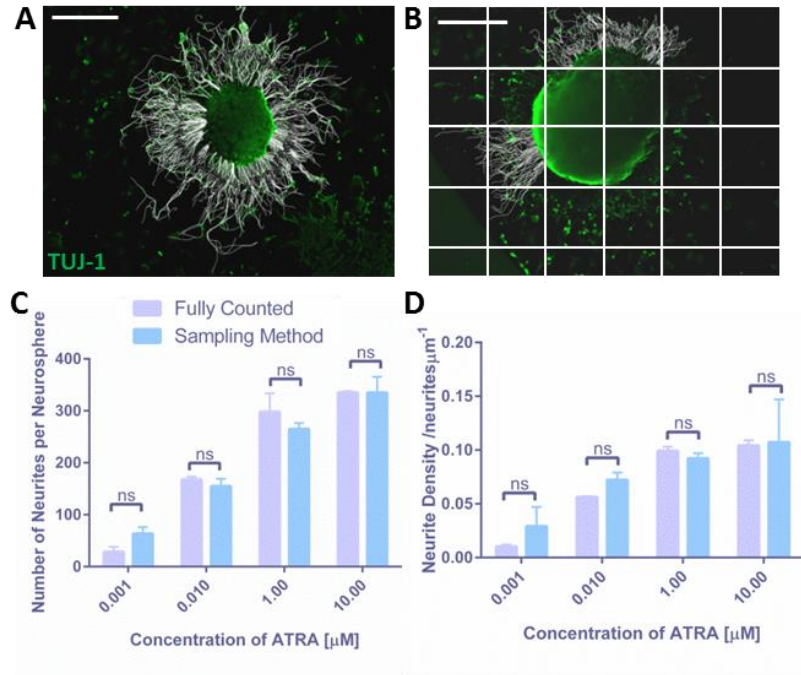 A
B
TUJ-1
C
Fully Counted
Sampling Method
Number of Neurites per Neurosphere
400
300
200
100
0
ns
ns
ns
ns
0.001
0.010
1.00
10.00
Concentration of ATRA [μM]
D
Neurite Density /neuritesμm⁻¹
0.20
0.15
0.10
0.05
0.00
ns
ns
ns
ns
0.001
0.010
1.00
10.00
Concentration of ATRA [μM]